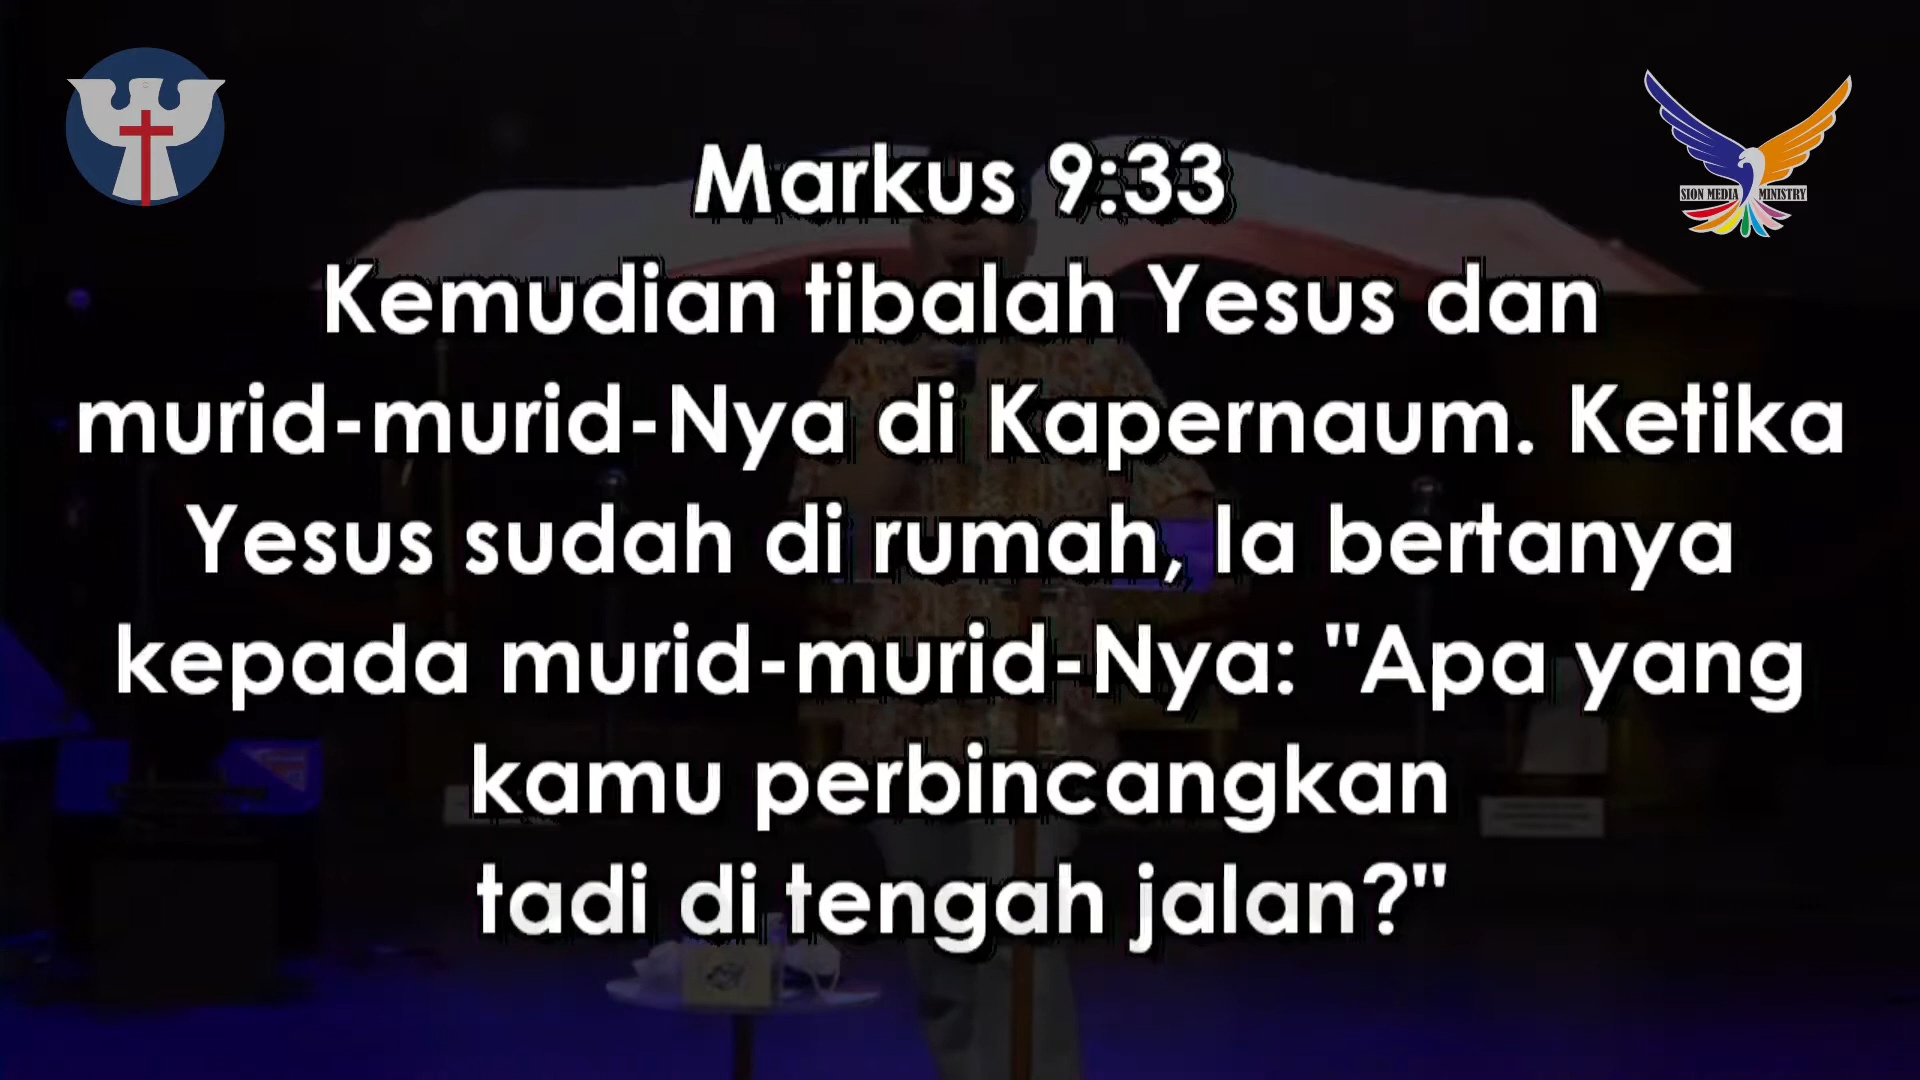 Markus 9:33
Kemudian tibalah Yesus dan
murid-murid-Nya di Kapernaum. Ketika
Yesus sudah di rumah, Ia bertanya
kepada murid-murid-Nya: "Apa yang
kamu perbincangkan
tadi di tengah jalan?"
SION MEDIA MINISTRY